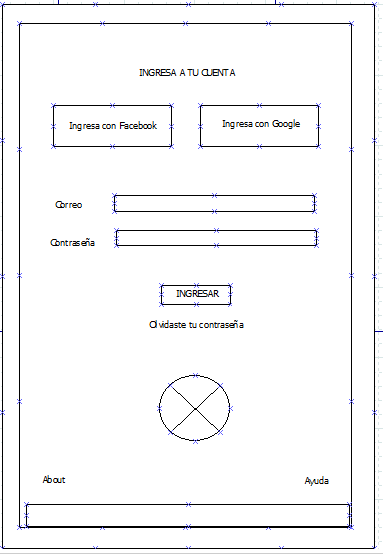 INGRESA A TU CUENTA
Ingresa con Facebook
Ingresa con Google
Correo
Contraseña
INGRESAR
Olvidaste tu contraseña
About
Ayuda